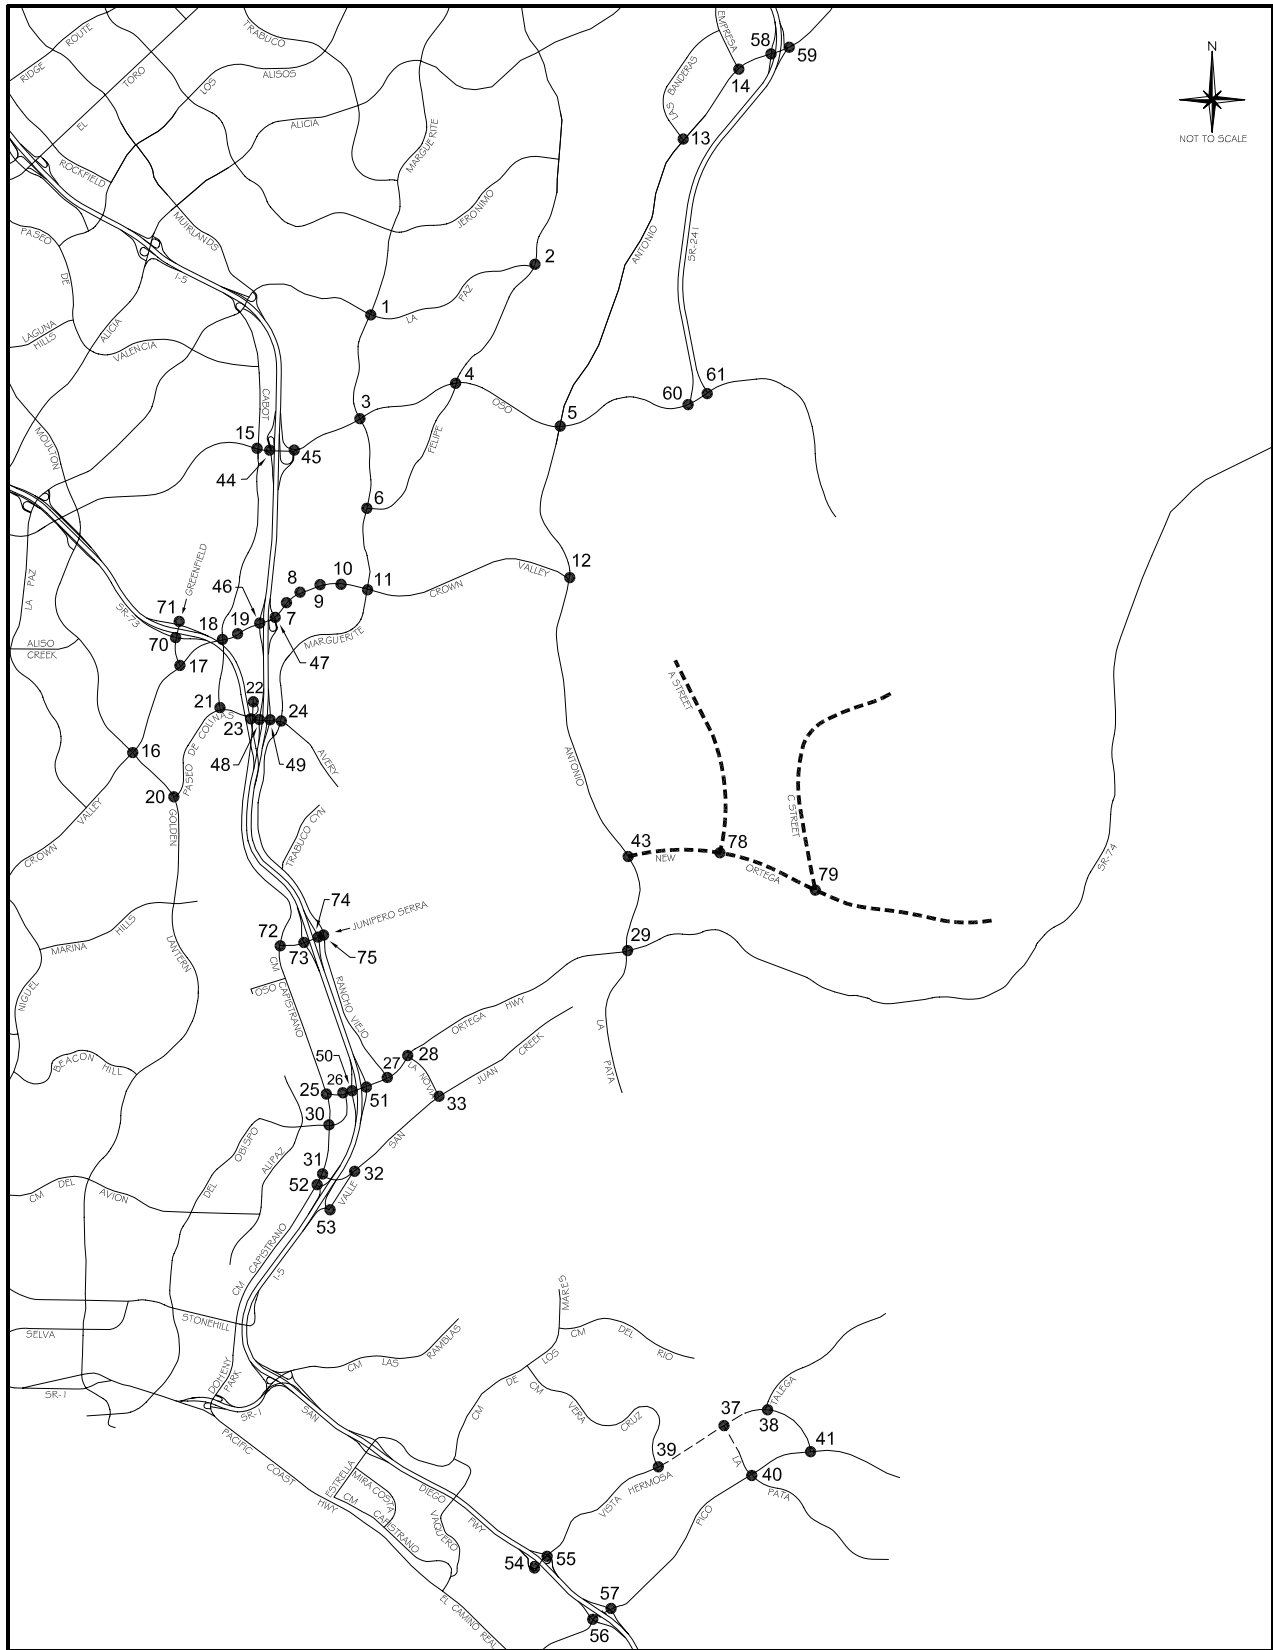 TRABUCO
EMPRESA
58
59
N
NOT TO SCALE
RIDGE ROUTE
EL TORO
LOS ALISOS
ALICIA
14
LAS BANDERAS
13
ROCKFIELD
MARGUERITE
MUIRLANDS
JERONIMO
PASEO DE VALENCIA
I-5
ANTONIO
SR-241
2
1
LA PAZ
LAGUNA HILLS
ALICIA
CABOT
3
4
OSO
5
60
61
FELIPE
MOULTON
15
44
45
6
LA PAZ
SR-73
GREENFIELD
46
8
9
10
11
CROWN VALLEY
12
71
70
18
19
7
47
MARGUERITE
ALISO CREEK
17
21
22
23
24
48
49
AVERY
PASEO DE COLINAS
16
20
CROWN VALLEY
GOLDEN LANTERN
A STREET
C STREET
ANTONIO
TRABUCO CYN
43
NEW ORTEGA
78
79
SR-74
74
JUNIPERO SERRA
72
73
75
MARINA HILLS
NIGUEL
OSO
CM CAPISTRANO
RANCHO VIEJO
29
ORTEGA HWY
LA PATA
BEACON HILL
50
27
28
LA NOVIA
SAN JUAN CREEK
25
26
51
33
30
DEL OBISPO
ALIPAZ
31
32
52
VALLE
53
CM DEL AVION
CM CAPISTRANO
I-5
STONEHILL
SELVA
SR-1
DOHENY PARK
SR-1
CM LAS RAMBLAS
CM DE LOS MARES
CM DEL RIO
CM VERA CRUZ
TALEGA
37
38
39
VISTA HERMOSA
LA PATA
40
41
PICO
SAN DIEGO FWY
PACIFIC COAST HWY
ESTRELLA
MIRA COSTA
CM CAPISTRANO
VAQUERO
54
55
57
56
EL CAMINO REAL